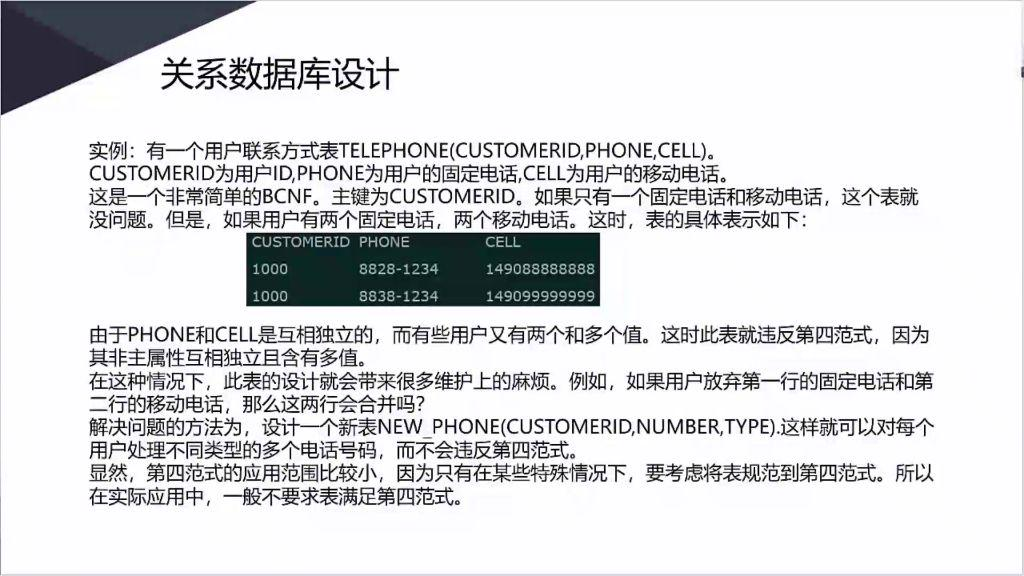 关系数据库设计
实例：有一个用户联系方式表TELEPHONE(CUSTOMERID,PHONE,CELL)。
CUSTOMERID为用户ID,PHONE为用户的固定电话,CELL为用户的移动电话。
这是一个非常简单的BCNF。主键为CUSTOMERID。如果只有一个固定电话和移动电话，这个表就
没问题。但是，如果用户有两个固定电话，两个移动电话。这时，表的具体表示如下：
CUSTOMERID PHONE CELL
1000 8828-1234 149088888888
1000 8838-1234 149099999999
由于PHONE和CELL是互相独立的，而有些用户又有两个和多个值。这时此表就违反第四范式，因为
其非主属性互相独立且含有多值。
在这种情况下，此表的设计就会带来很多维护上的麻烦。例如，如果用户放弃第一行的固定电话和第
二行的移动电话，那么这两行会合并吗？
解决问题的方法为，设计一个新表NEW_PHONE(CUSTOMERID,NUMBER,TYPE).这样就可以对每个
用户处理不同类型的多个电话号码，而不会违反第四范式。
显然，第四范式的应用范围比较小，因为只有在某些特殊情况下，要考虑将表规范到第四范式。所以
在实际应用中，一般不要求表满足第四范式。